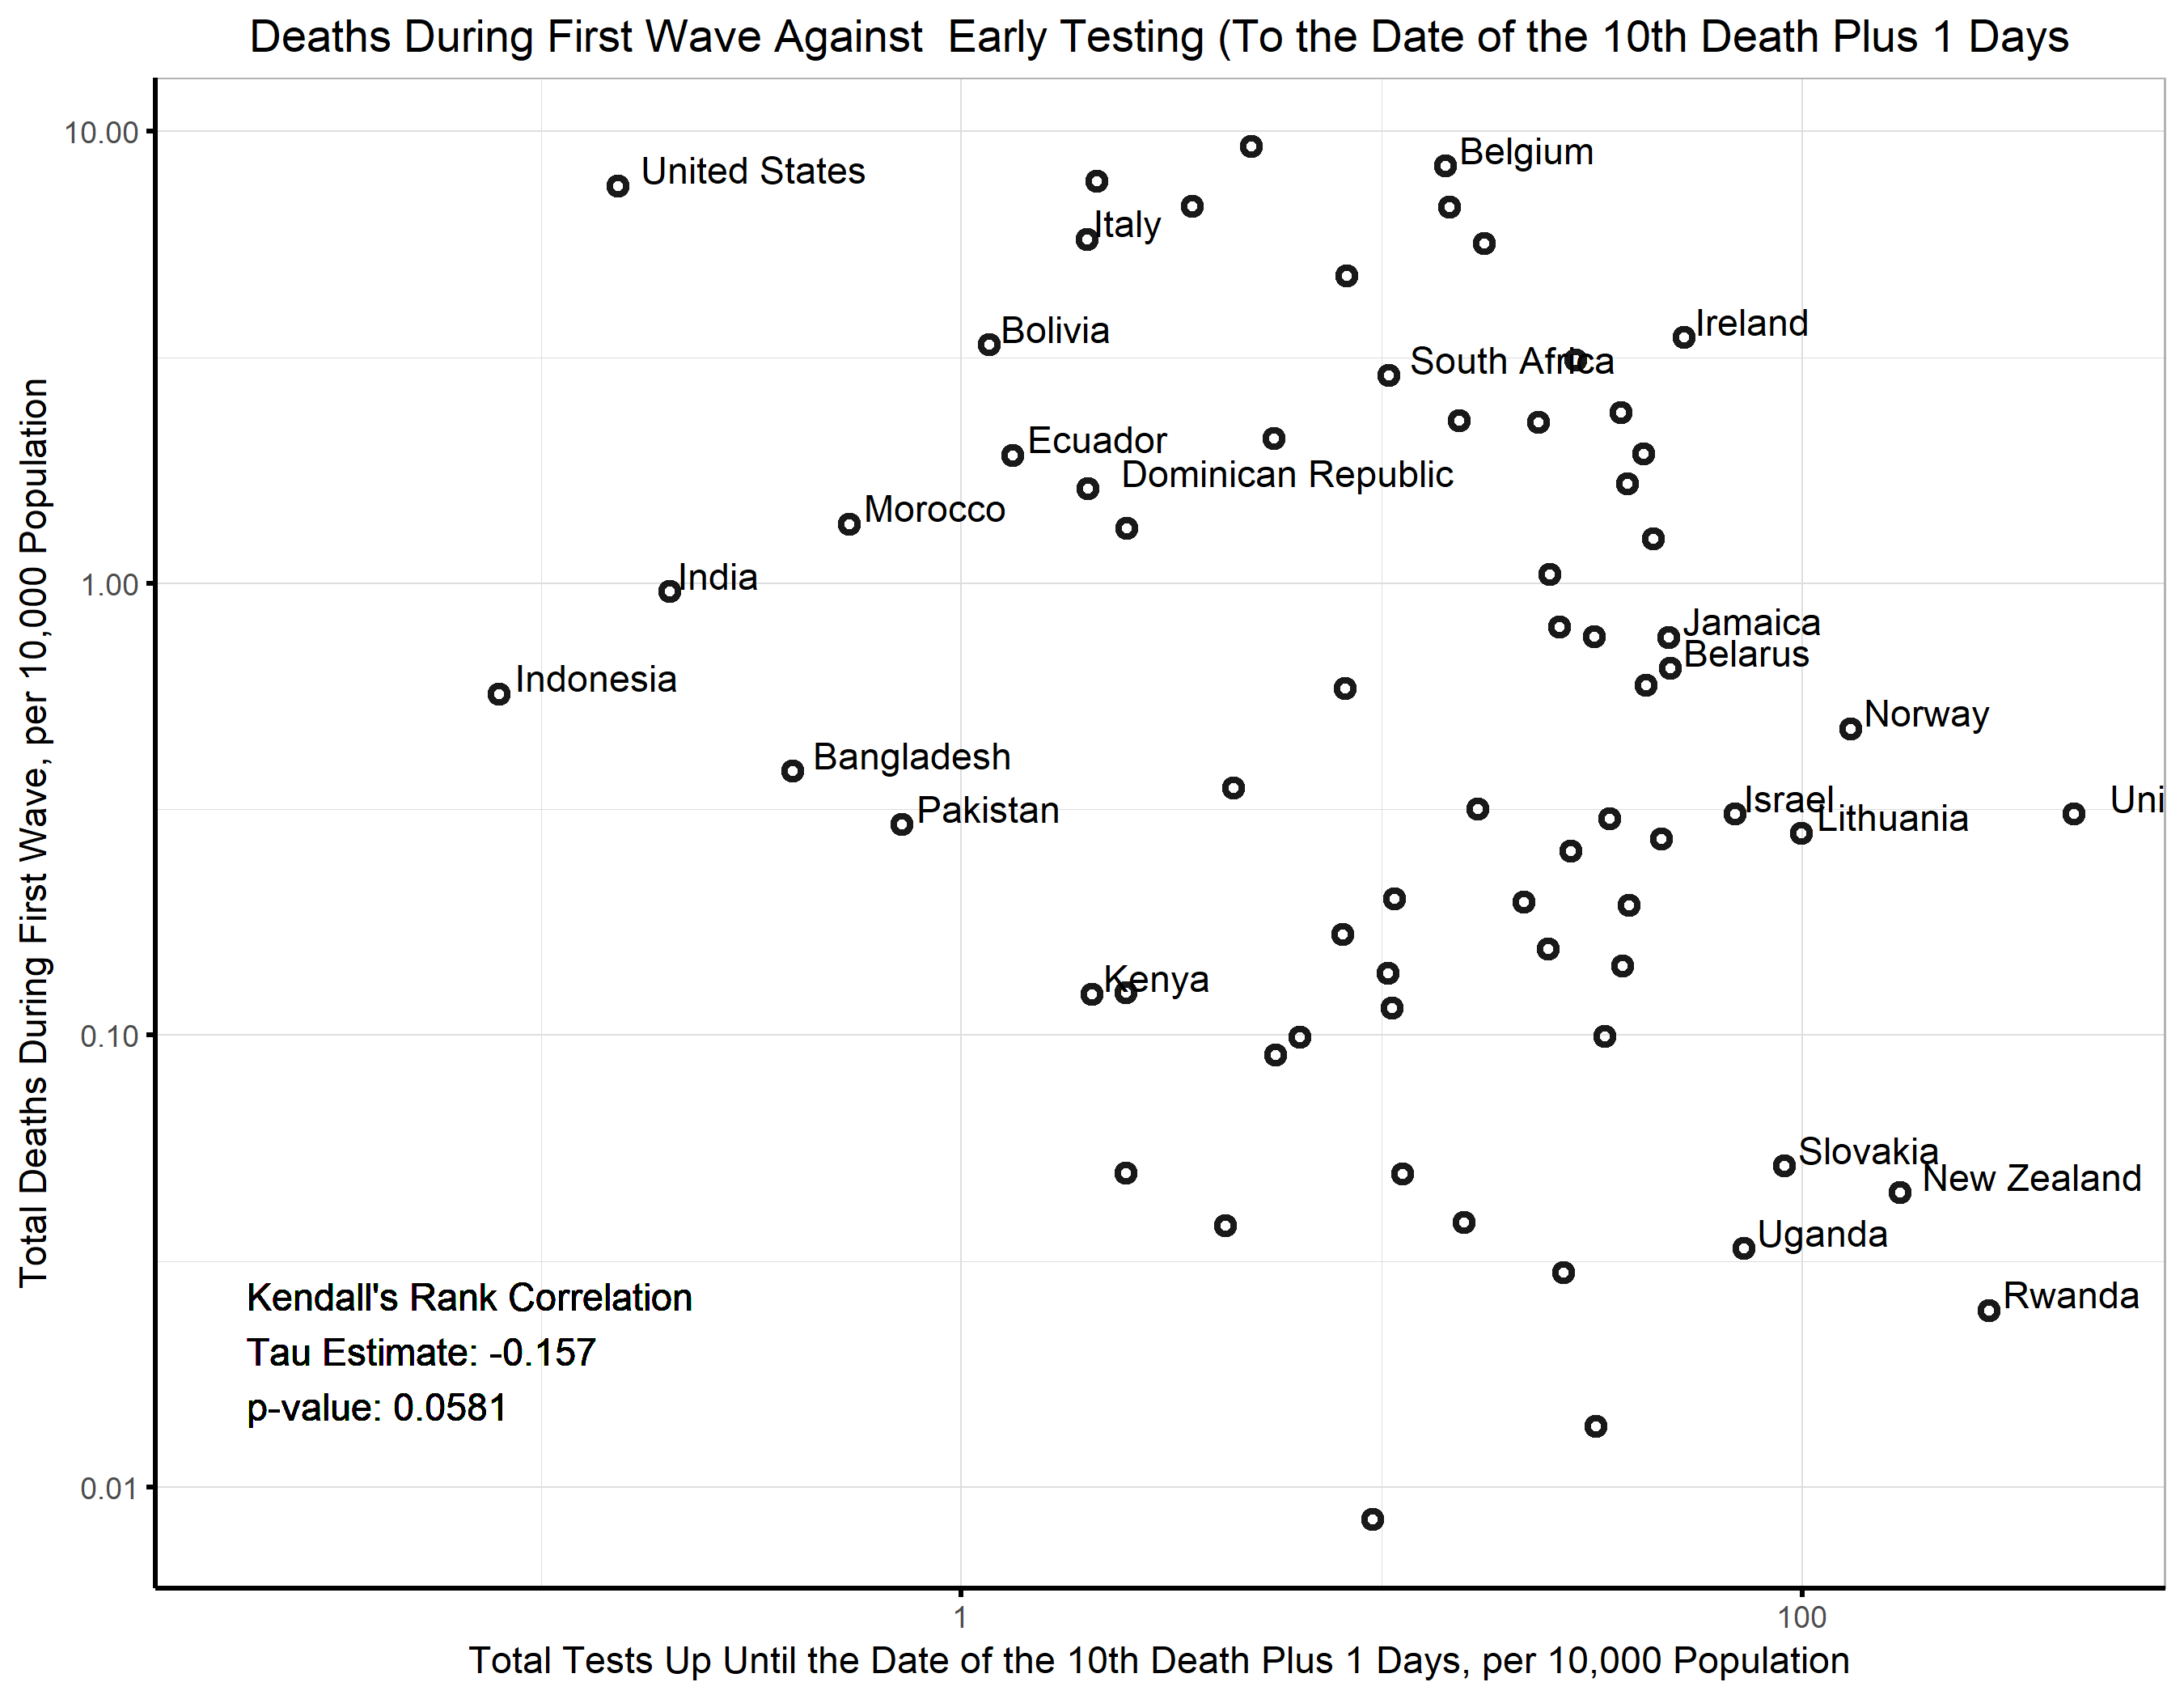 Deaths During First Wave Against  Early Testing (To the Date of the 10th Death Plus 1 Days
10.00
1.00
0.10
0.01
Total Deaths During First Wave, per 10,000 Population
United States
Belgium
Italy
Bolivia
Ireland
South Africa
Ecuador
Dominican Republic
Morocco
India
Jamaica
Belarus
Indonesia
Norway
Bangladesh
Pakistan
Israel
Lithuania
Uni
Kenya
Slovakia
New Zealand
Uganda
Rwanda
Kendall's Rank Correlation
Tau Estimate: -0.157
p-value: 0.0581
1
100
Total Tests Up Until the Date of the 10th Death Plus 1 Days, per 10,000 Population